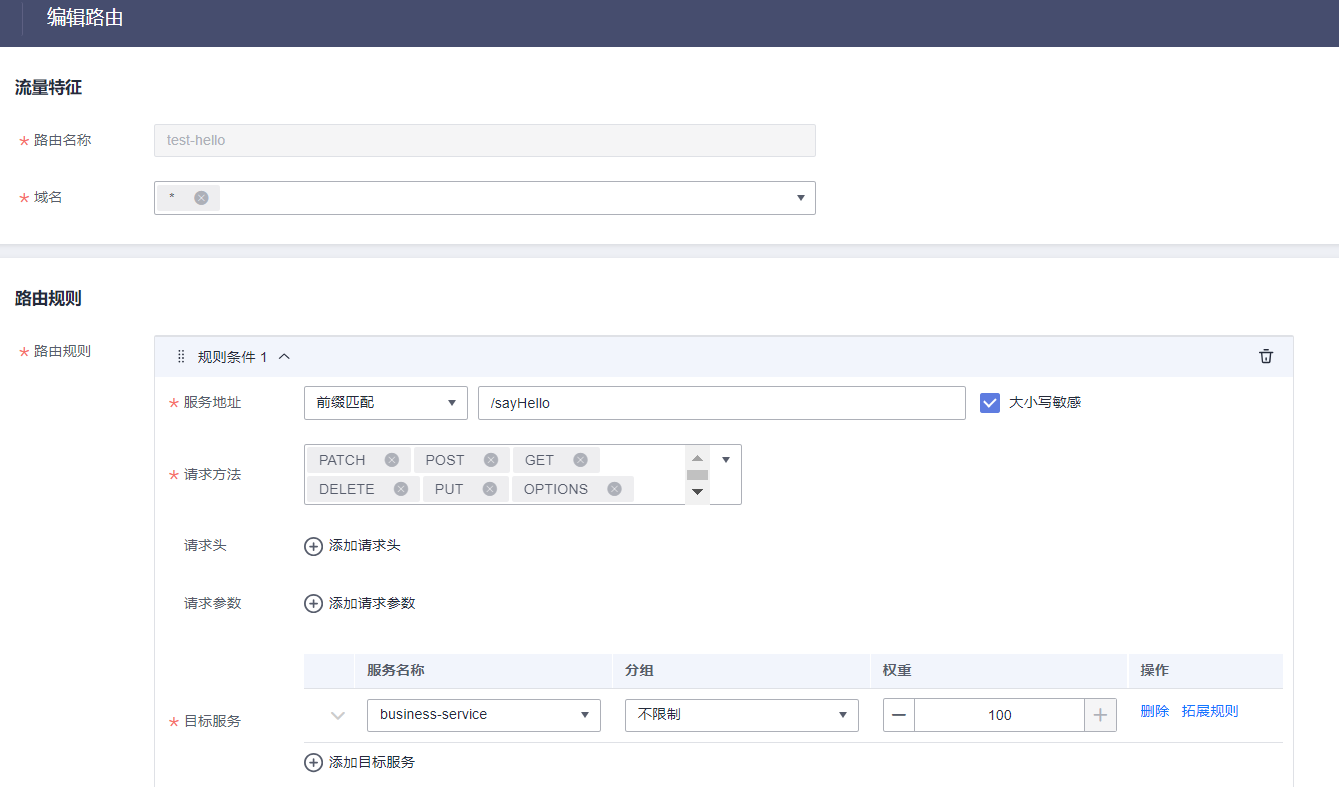 编辑路由
流量特征
* 路由名称 test-hello
* 域名 *
路由规则
* 路由规则 规则条件 1
* 服务地址 前缀匹配 /sayHello 大小写敏感
* 请求方法 PATCH POST GET
DELETE PUT OPTIONS
请求头 添加请求头
请求参数 添加请求参数
服务名称 分组 权重 操作
* 目标服务 business-service 不限制 100 删除 拓展规则
添加目标服务